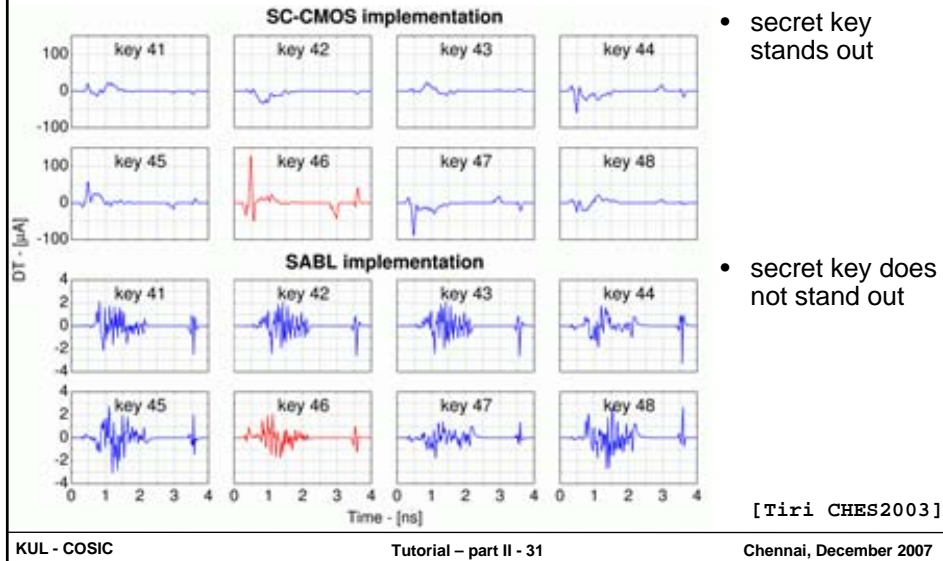 SC-CMOS implementation
key 41 key 42 key 43 key 44
100
0
-100
key 45 key 46 key 47 key 48
100
0
-100
DT - [µA]
SABL implementation
key 41 key 42 key 43 key 44
4
2
0
-2
-4
key 45 key 46 key 47 key 48
4
2
0
-2
-4
0 1 2 3 4 0 1 2 3 4 0 1 2 3 4 0 1 2 3 4
Time - [ns]
• secret key
stands out
• secret key does
not stand out
[Tiri CHES2003]
KUL - COSIC Tutorial – part II - 31 Chennai, December 2007